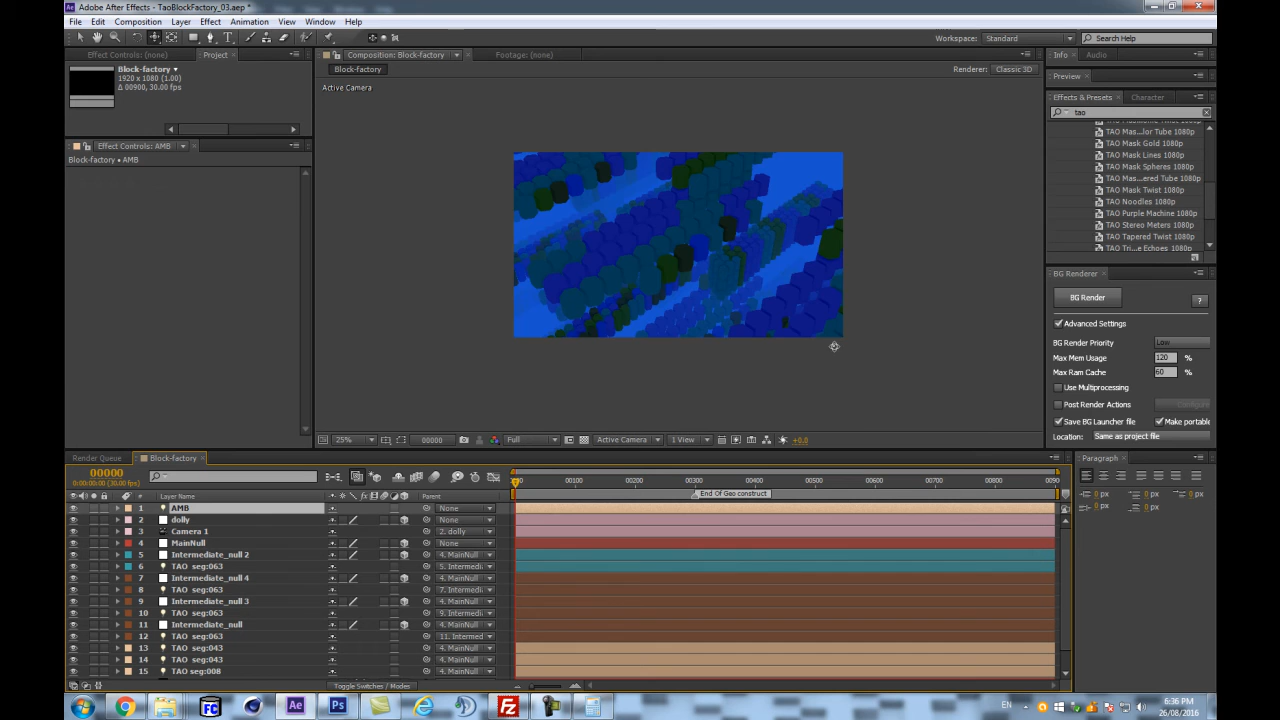 Adobe After Effects - TaoBlockFactory_03.aep *
File Edit Composition Layer Effect Animation View Window Help
Workspace: Standard Search Help
Effect Controls: (none) Project
Block-factory
1920 x 1080 (1.00)
Δ 00900, 30.00 fps
Effect Controls: AMB
Block-factory • AMB
Composition: Block-factory Footage: (none)
Block-factory
Renderer: Classic 3D
Active Camera
25% 00000 Full Active Camera 1 View +0.0
Info Audio
Preview
Effects & Presets Character
tao
TAO Mas...lor Tube 1080p
TAO Mask Gold 1080p
TAO Mask Lines 1080p
TAO Mask Spheres 1080p
TAO Mas...ered Tube 1080p
TAO Mask Twist 1080p
TAO Noodles 1080p
TAO Purple Machine 1080p
TAO Stereo Meters 1080p
TAO Tapered Twist 1080p
TAO Tri...e Echoes 1080p
BG Renderer
BG Render ?
Advanced Settings
BG Render Priority Low
Max Mem Usage 120 %
Max Ram Cache 60 %
Use Multiprocessing
Post Render Actions
Save BG Launcher file Make portable
Location: Same as project file
Render Queue Block-factory
00000
0:00:00:00 (30.00 fps)
# Layer Name Parent
00100 00200 00300 00400 00500 00600 00700 00800 0090
End Of Geo construct
1 AMB None
2 dolly None
3 Camera 1 2. dolly
4 MainNull None
5 Intermediate_null 2 4. MainNull
6 TAO seg:063 5. Intermedi
7 Intermediate_null 4 4. MainNull
8 TAO seg:063 7. Intermedi
9 Intermediate_null 3 4. MainNull
10 TAO seg:063 9. Intermedi
11 Intermediate_null 4. MainNull
12 TAO seg:063 11. Intermed
13 TAO seg:043 4. MainNull
14 TAO seg:043 4. MainNull
15 TAO seg:008 4. MainNull
Toggle Switches / Modes
Paragraph
0 px 0 px 0 px
0 px 0 px
EN
6:36 PM
26/08/2016